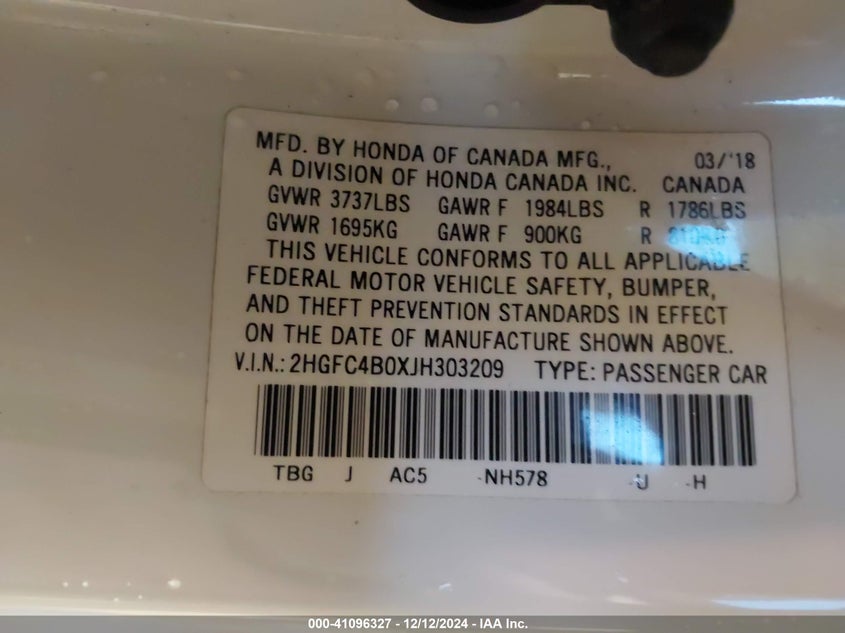 MFD. BY HONDA OF CANADA MFG., 03/'18
A DIVISION OF HONDA CANADA INC. CANADA
GVWR 3737LBS GAWR F 1984LBS R 1786LBS
GVWR 1695KG GAWR F 900KG R 810KG
THIS VEHICLE CONFORMS TO ALL APPLICABLE
FEDERAL MOTOR VEHICLE SAFETY, BUMPER,
AND THEFT PREVENTION STANDARDS IN EFFECT
ON THE DATE OF MANUFACTURE SHOWN ABOVE.
V.I.N.: 2HGFC4B0XJH303209 TYPE: PASSENGER CAR
TBG J AC5 -NH578 -U -H
000-41096327 - 12/12/2024 - IAA Inc.